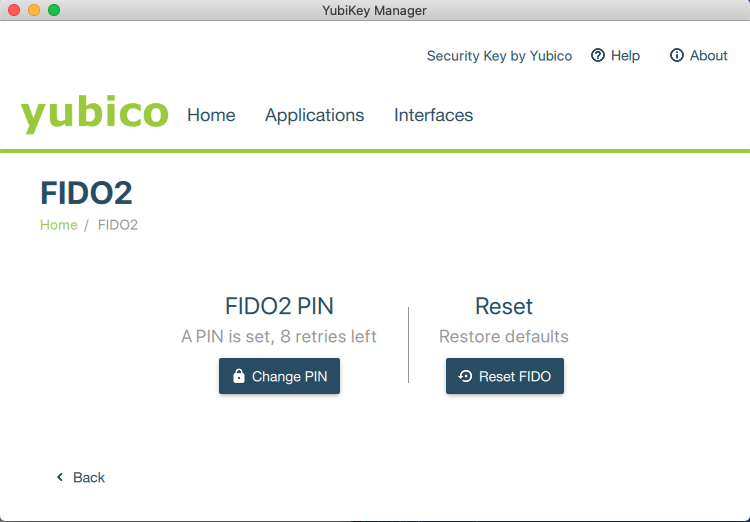 YubiKey Manager
Security Key by Yubico Help About
yubico Home Applications Interfaces
FIDO2
Home / FIDO2
FIDO2 PIN
A PIN is set, 8 retries left
Change PIN
Reset
Restore defaults
Reset FIDO
Back